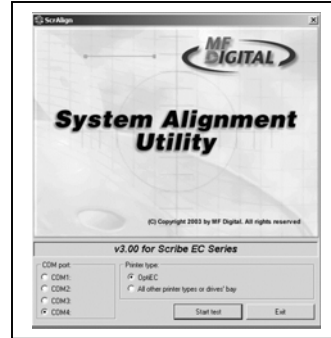 ScrAlign
MF
DIGITAL
System Alignment
Utility
(C) Copyright 2003 by MF Digital. All rights reserved
v3.00 for Scribe EC Series
COM port:
Printer type:
COM1:
COM2:
COM3:
COM4:
OptiEC
All other printer types or drives' bay
Start test
Exit